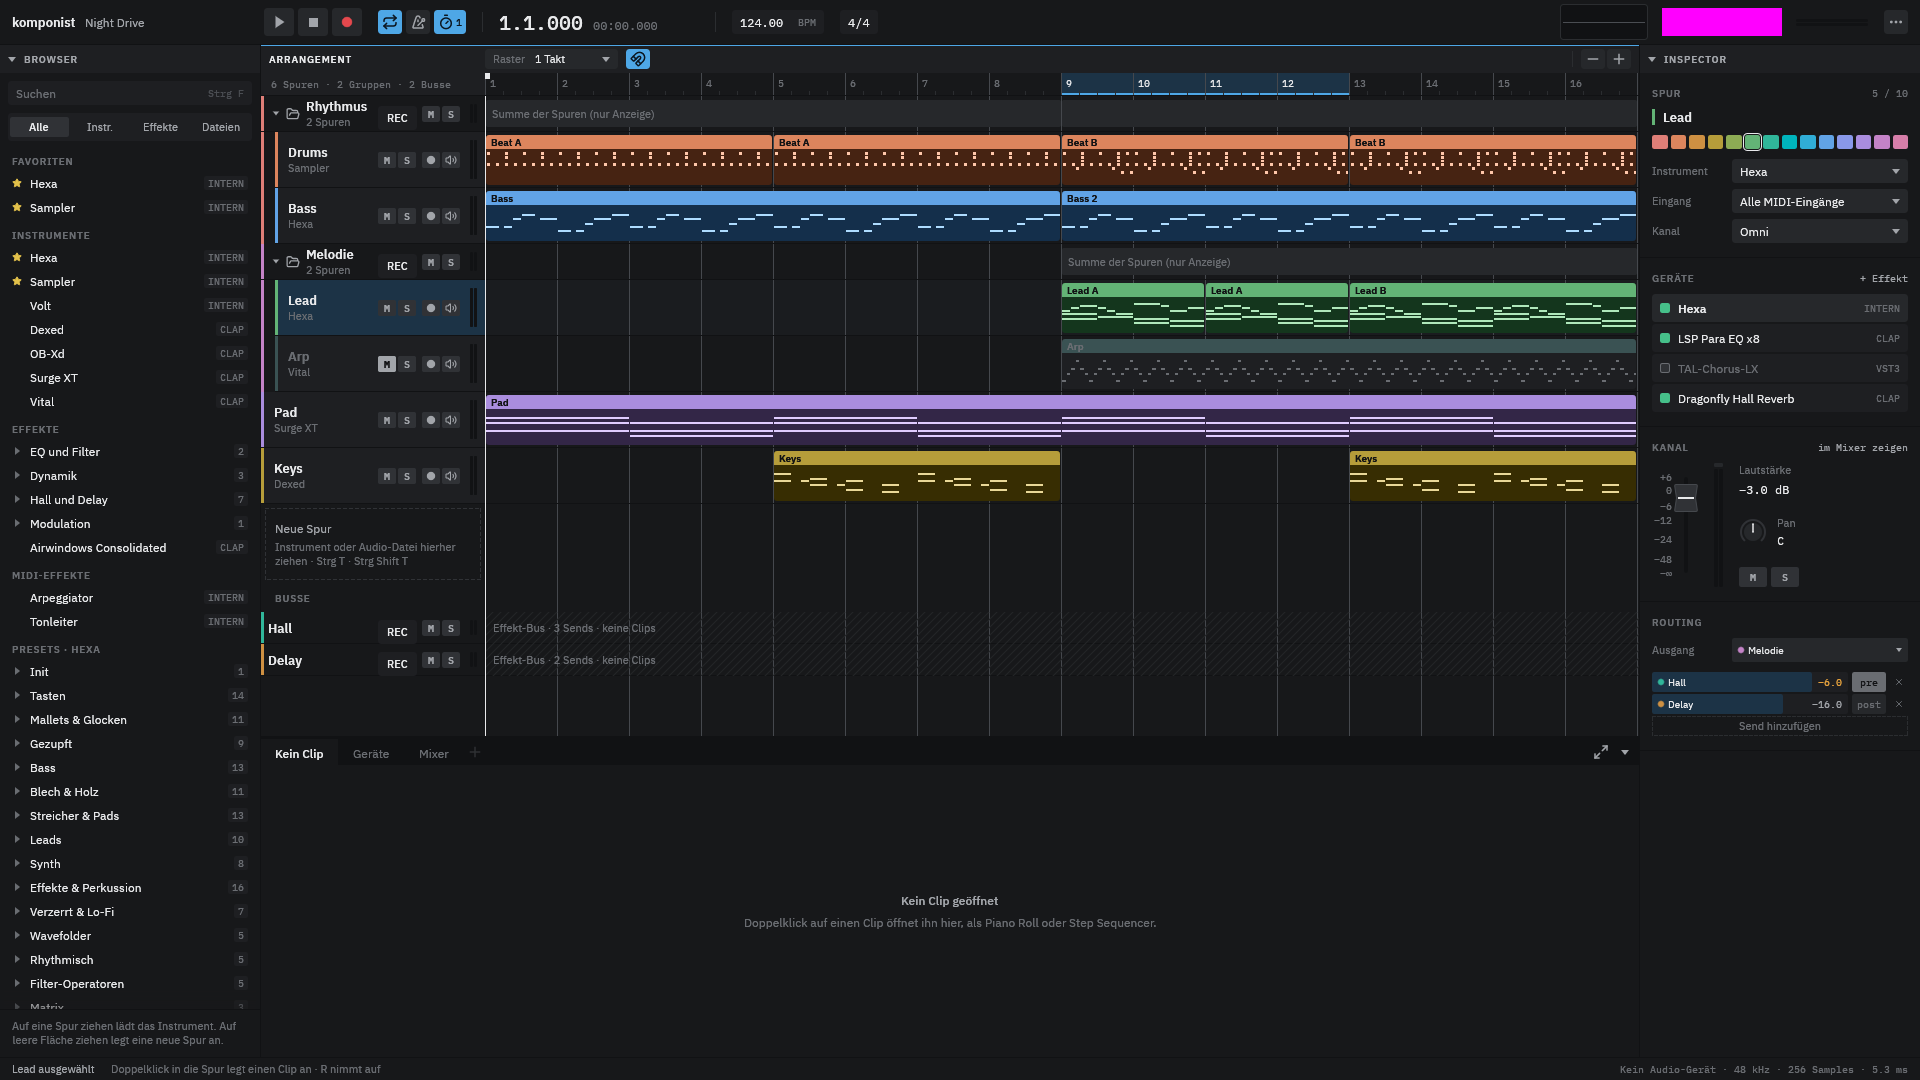 komponist Night Drive
1
1.1.000 00:00.000
124.00 BPM
4/4
BROWSER
Suchen Strg F
Alle Instr. Effekte Dateien
FAVORITEN
Hexa INTERN
Sampler INTERN
INSTRUMENTE
Hexa INTERN
Sampler INTERN
Volt INTERN
Dexed CLAP
OB-Xd CLAP
Surge XT CLAP
Vital CLAP
EFFEKTE
EQ und Filter 2
Dynamik 3
Hall und Delay 7
Modulation 1
Airwindows Consolidated CLAP
MIDI-EFFEKTE
Arpeggiator INTERN
Tonleiter INTERN
PRESETS · HEXA
Init 1
Tasten 14
Mallets & Glocken 11
Gezupft 9
Bass 13
Blech & Holz 11
Streicher & Pads 13
Leads 10
Synth 8
Effekte & Perkussion 16
Verzerrt & Lo-Fi 7
Wavefolder 5
Rhythmisch 5
Filter-Operatoren 5
Matrix 3
Auf eine Spur ziehen lädt das Instrument. Auf
leere Fläche ziehen legt eine neue Spur an.
ARRANGEMENT
Raster 1 Takt
6 Spuren · 2 Gruppen · 2 Busse
1 2 3 4 5 6 7 8 9 10 11 12 13 14 15 16
Rhythmus
2 Spuren
REC M S
Summe der Spuren (nur Anzeige)
Drums
Sampler
M S
Beat A Beat A Beat B Beat B
Bass
Hexa
M S
Bass Bass 2
Melodie
2 Spuren
REC M S
Summe der Spuren (nur Anzeige)
Lead
Hexa
M S
Lead A Lead A Lead B
Arp
Vital
M S
Arp
Pad
Surge XT
M S
Pad
Keys
Dexed
M S
Keys Keys
Neue Spur
Instrument oder Audio-Datei hierher
ziehen · Strg T · Strg Shift T
BUSSE
Hall REC M S
Effekt-Bus · 3 Sends · keine Clips
Delay REC M S
Effekt-Bus · 2 Sends · keine Clips
Kein Clip Geräte Mixer +
Kein Clip geöffnet
Doppelklick auf einen Clip öffnet ihn hier, als Piano Roll oder Step Sequencer.
INSPECTOR
SPUR 5 / 10
Lead
Instrument Hexa
Eingang Alle MIDI-Eingänge
Kanal Omni
GERÄTE + Effekt
Hexa INTERN
LSP Para EQ x8 CLAP
TAL-Chorus-LX VST3
Dragonfly Hall Reverb CLAP
KANAL im Mixer zeigen
+6
0
−6
−12
−24
−48
−∞
Lautstärke
−3.0 dB
Pan
C
M S
ROUTING
Ausgang Melodie
Hall −6.0 pre ×
Delay −16.0 post ×
Send hinzufügen
Lead ausgewählt Doppelklick in die Spur legt einen Clip an · R nimmt auf
Kein Audio-Gerät · 48 kHz · 256 Samples · 5.3 ms